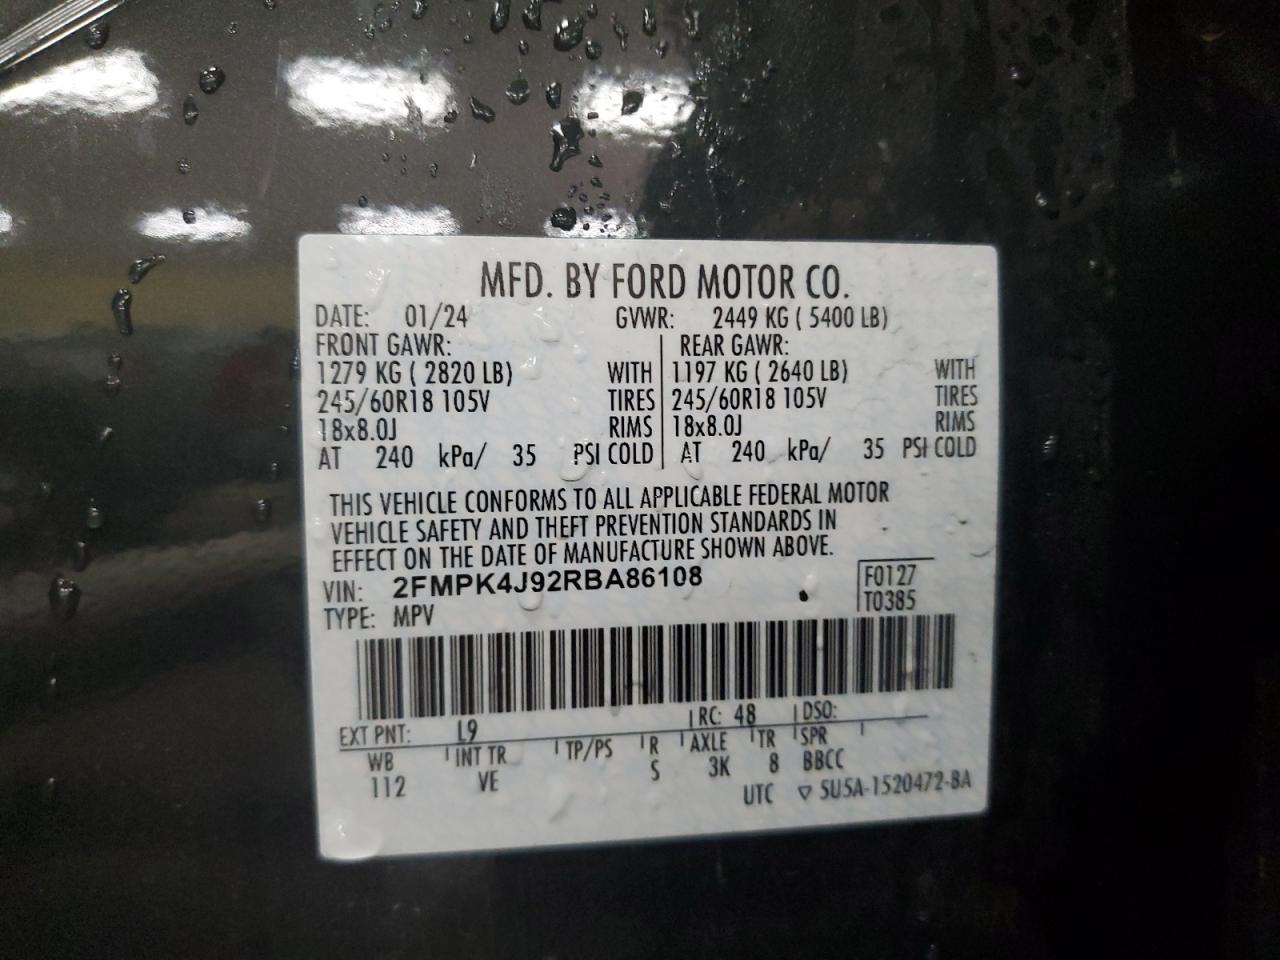 MFD. BY FORD MOTOR CO.
DATE: 01/24 GVWR: 2449 KG ( 5400 LB)
FRONT GAWR: REAR GAWR:
1279 KG ( 2820 LB) WITH 1197 KG ( 2640 LB) WITH
245/60R18 105V TIRES 245/60R18 105V TIRES
18x8.0J RIMS 18x8.0J RIMS
AT 240 kPa/ 35 PSI COLD AT 240 kPa/ 35 PSI COLD
THIS VEHICLE CONFORMS TO ALL APPLICABLE FEDERAL MOTOR
VEHICLE SAFETY AND THEFT PREVENTION STANDARDS IN
EFFECT ON THE DATE OF MANUFACTURE SHOWN ABOVE.
VIN: 2FMPK4J92RBA86108 F0127
TYPE: MPV T0385
EXT PNT: L9 RC: 48 DSO:
WB INT TR TP/PS R AXLE TR SPR
112 VE S 3K 8 BBCC
UTC ▽ SU5A-1520472-BA